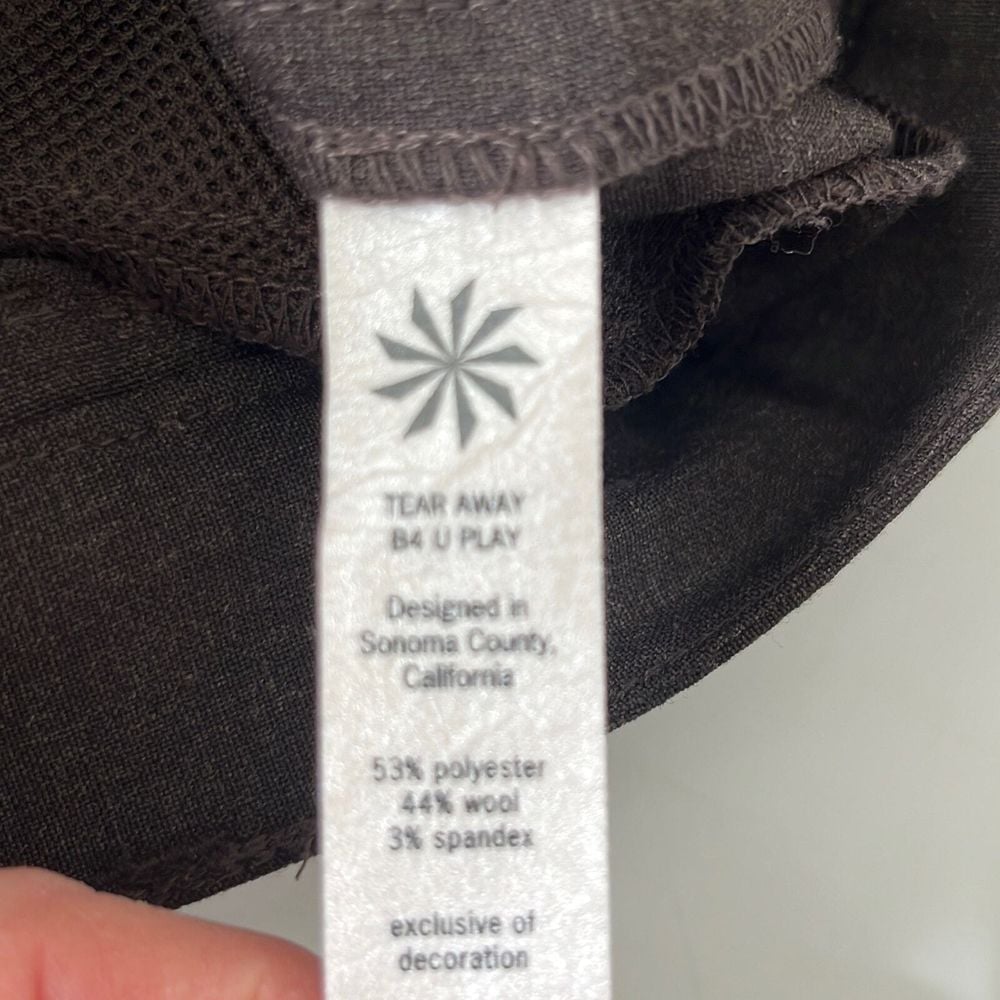 TEAR AWAY
B4 U PLAY
Designed in
Sonoma County,
California
53% polyester
44% wool
3% spandex
exclusive of
decoration